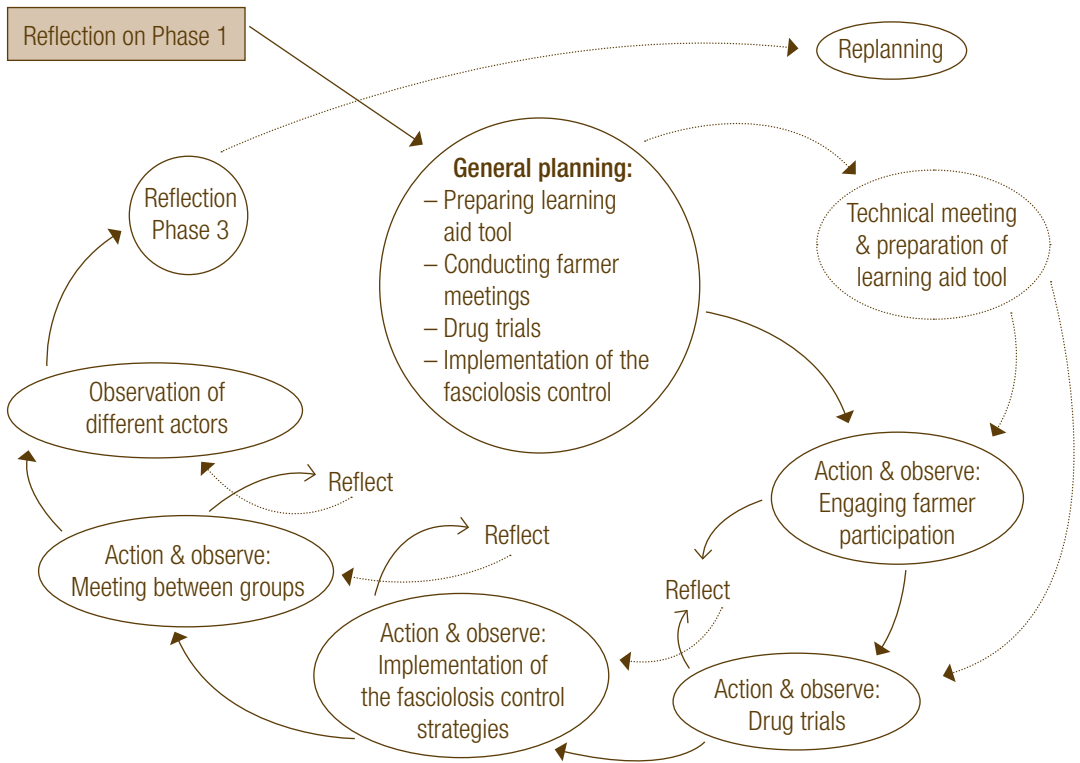 Reflection on Phase 1
Replanning
General planning:
– Preparing learning
aid tool
– Conducting farmer
meetings
– Drug trials
– Implementation of the
fasciolosis control
Reflection
Phase 3
Technical meeting
& preparation of
learning aid tool
Observation of
different actors
Action & observe:
Engaging farmer
participation
Reflect
Reflect
Action & observe:
Meeting between groups
Reflect
Action & observe:
Implementation of
the fasciolosis control
strategies
Action & observe:
Drug trials